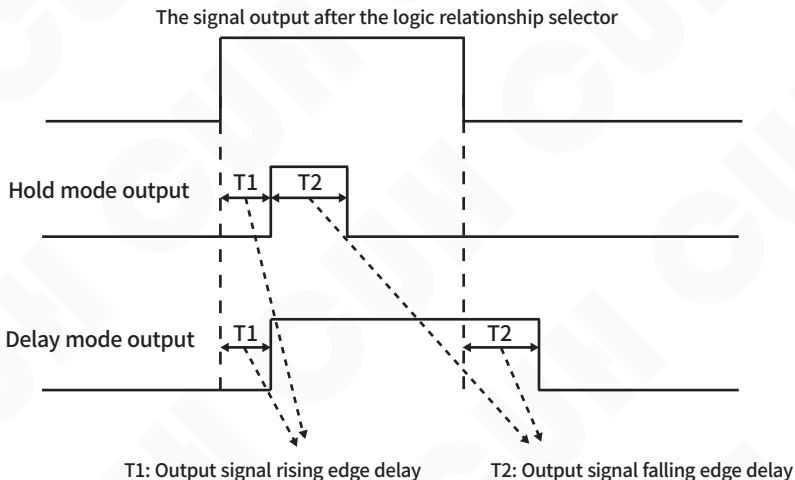 The signal output after the logic relationship selector
Hold mode output
T1
T2
Delay mode output
T1
T2
T1: Output signal rising edge delay
T2: Output signal falling edge delay